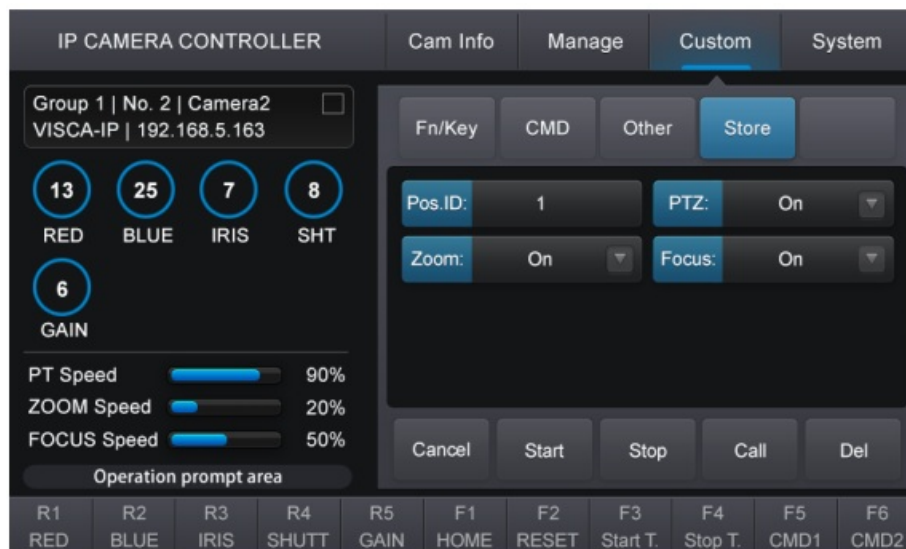 IP CAMERA CONTROLLER
Cam Info Manage Custom System
Group 1 | No. 2 | Camera2
VISCA-IP | 192.168.5.163
13 25 7 8
RED BLUE IRIS SHT
6
GAIN
PT Speed 90%
ZOOM Speed 20%
FOCUS Speed 50%
Operation prompt area
Fn/Key CMD Other Store
Pos.ID: 1 PTZ: On
Zoom: On Focus: On
Cancel Start Stop Call Del
R1 R2 R3 R4 R5 F1 F2 F3 F4 F5 F6
RED BLUE IRIS SHUTT GAIN HOME RESET Start T. Stop T. CMD1 CMD2